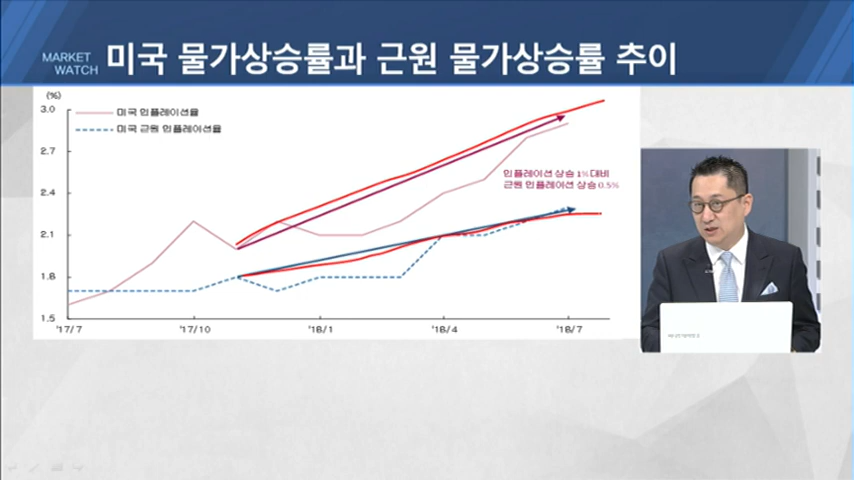 MARKET
WATCH
미국 물가상승률과 근원 물가상승률 추이
(%)
3.0
2.7
2.4
2.1
1.8
1.5
미국 인플레이션율
미국 근원 인플레이션율
인플레이션 상승 1%대비
근원 인플레이션 상승 0.5%
'17/7 '17/10 '18/1 '18/4 '18/7